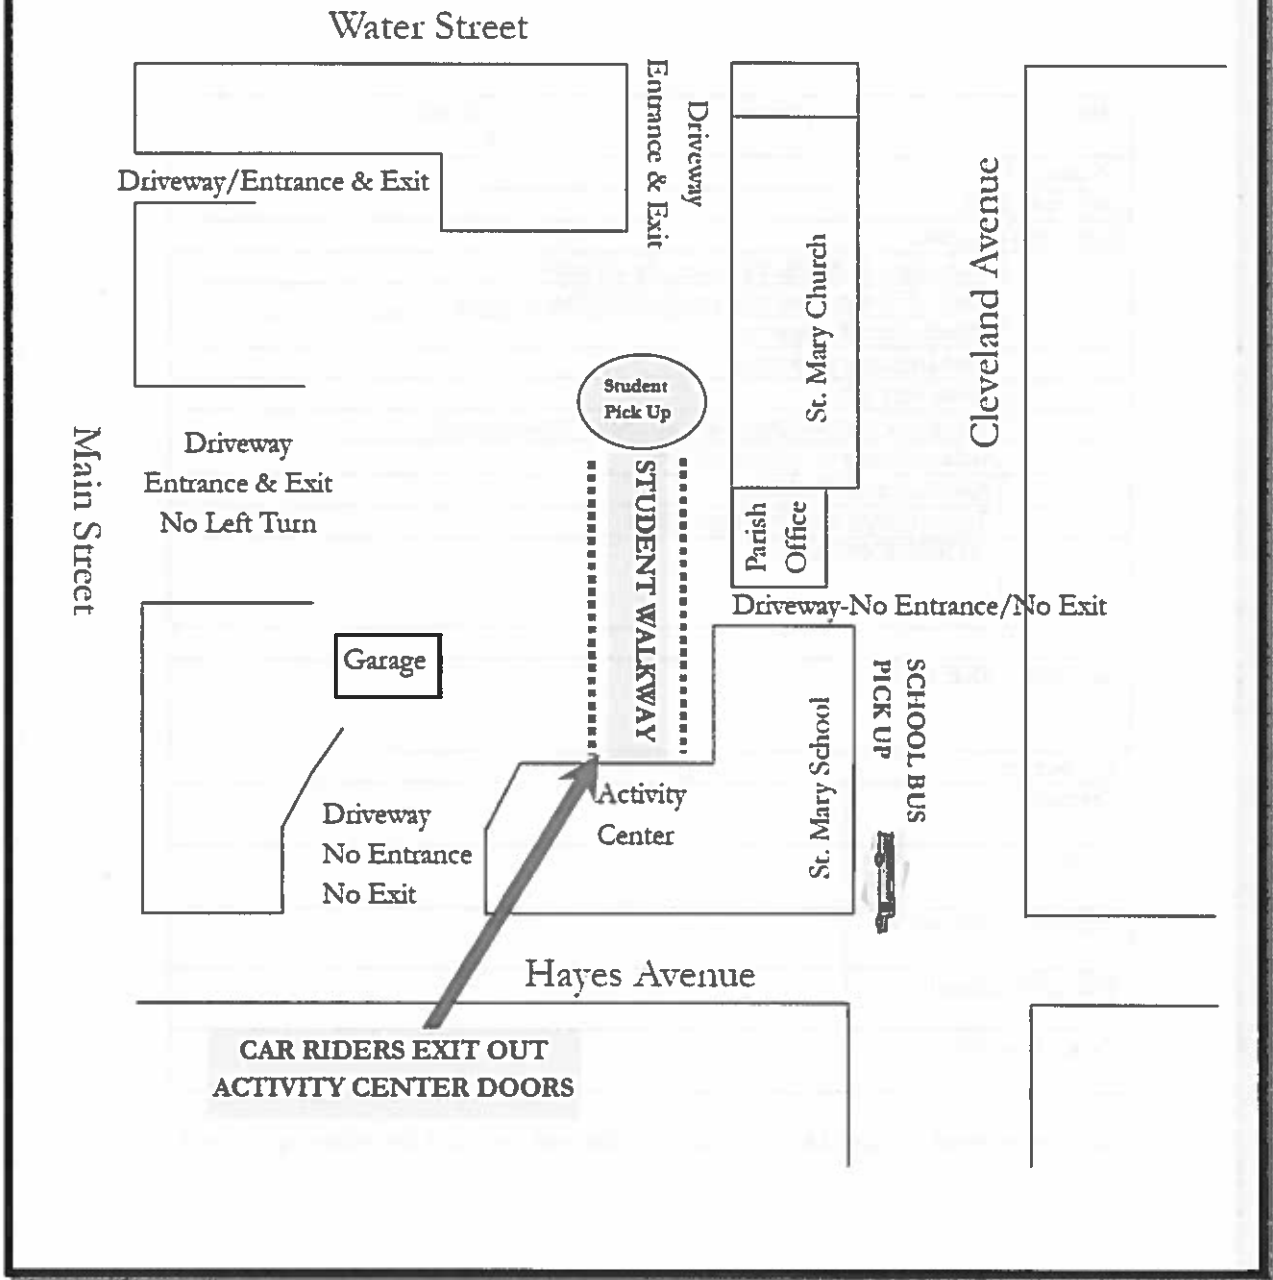 Water Street
Entrance & Exit
Driveway
Driveway/Entrance & Exit
St. Mary Church
Cleveland Avenue
Student
Pick Up
Main Street
Driveway
Entrance & Exit
No Left Turn
STUDENT WALKWAY
Parish
Office
Driveway-No Entrance/No Exit
Garage
SCHOOL BUS
PICK UP
St. Mary School
Activity
Center
Driveway
No Entrance
No Exit
Hayes Avenue
CAR RIDERS EXIT OUT
ACTIVITY CENTER DOORS